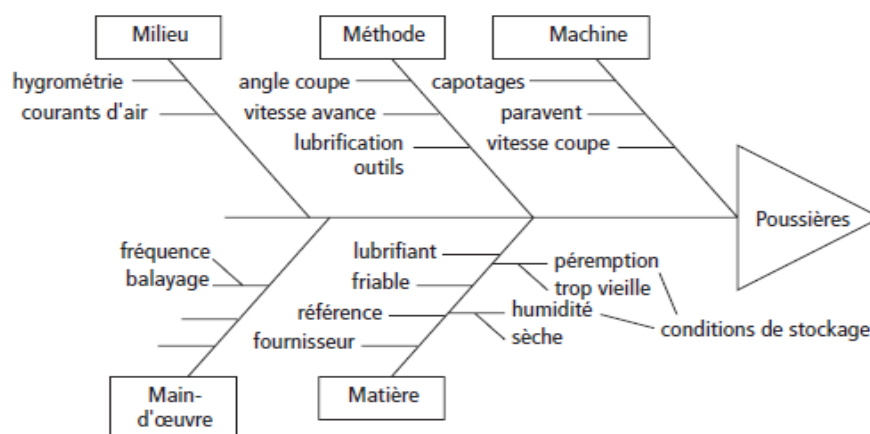 Milieu
Méthode
Machine
hygrométrie
courants d'air
angle coupe
vitesse avance
lubrification
outils
capotages
paravent
vitesse coupe
Poussières
fréquence
balayage
lubrifiant
friable
référence
fournisseur
péremption
trop vieille
humidité
sèche
conditions de stockage
Main-
d'œuvre
Matière